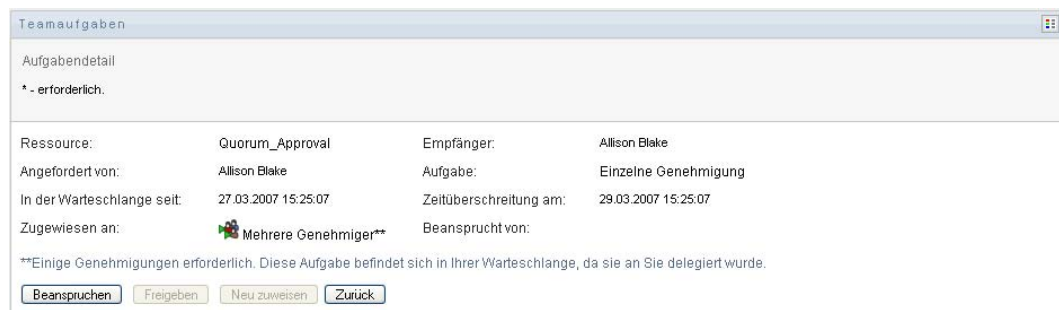 Teamaufgaben
Aufgabendetail
* - erforderlich.
Ressource: Quorum_Approval Empfänger: Allison Blake
Angefordert von: Allison Blake Aufgabe: Einzelne Genehmigung
In der Warteschlange seit: 27.03.2007 15:25:07 Zeitüberschreitung am: 29.03.2007 15:25:07
Zugewiesen an: Mehrere Genehmiger** Beansprucht von:
**Einige Genehmigungen erforderlich. Diese Aufgabe befindet sich in Ihrer Warteschlange, da sie an Sie delegiert wurde.
Beanspruchen Freigeben Neu zuweisen Zurück